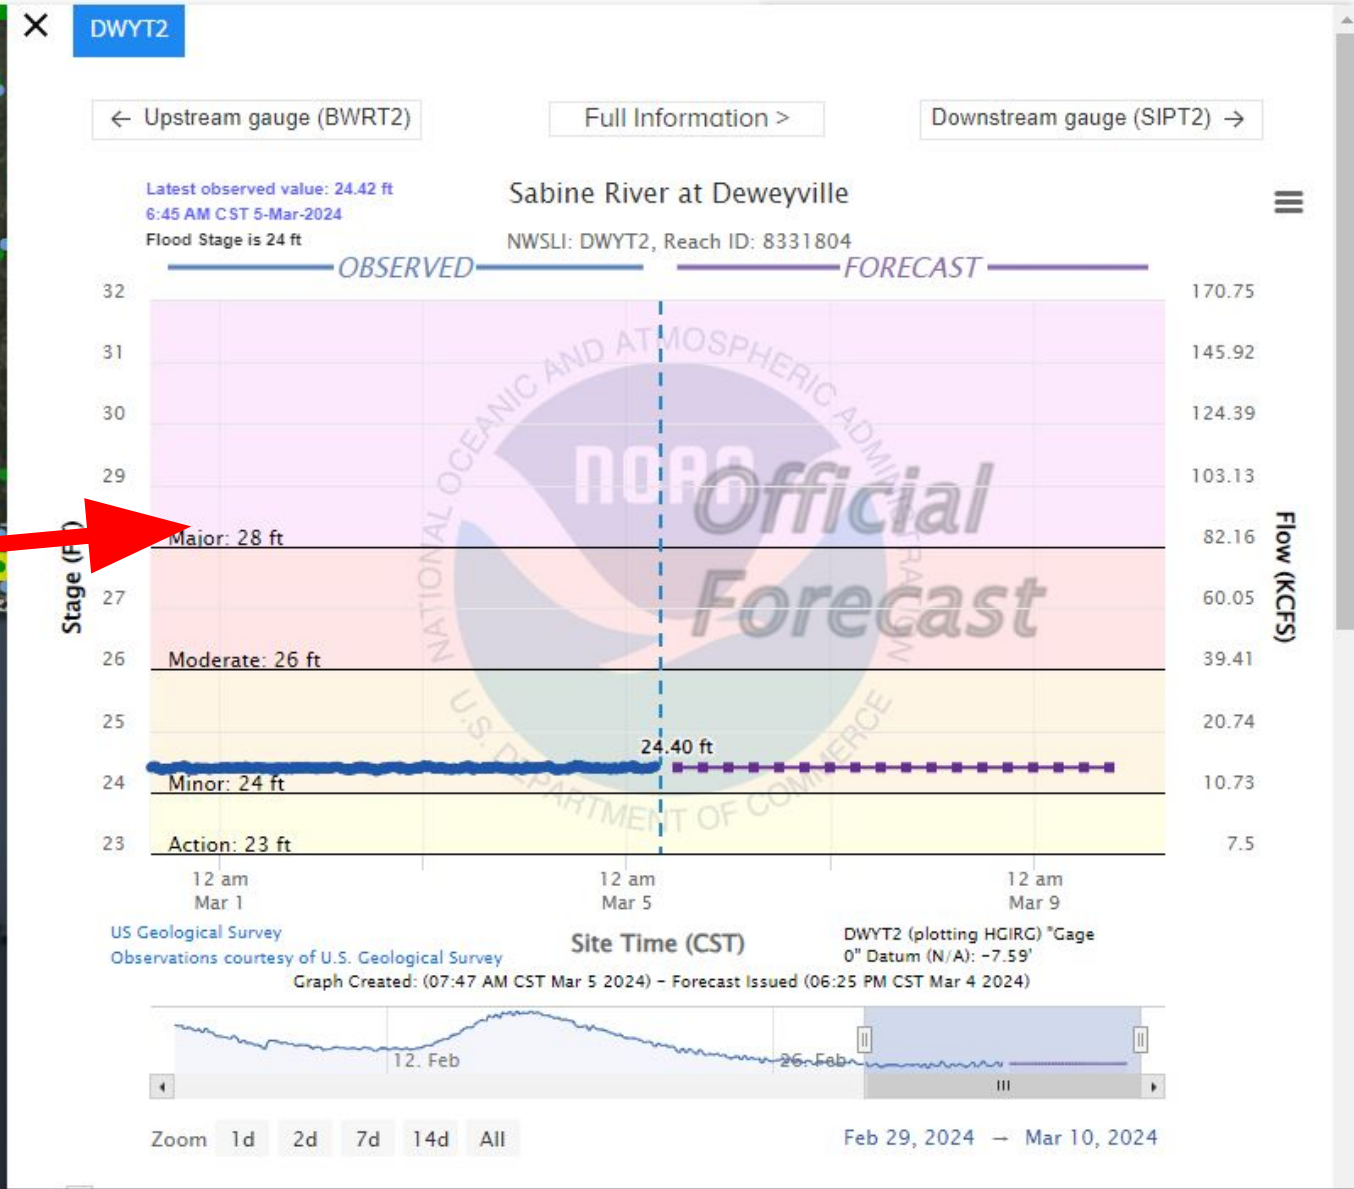 DWYT2
← Upstream gauge (BWRT2)
Full Information >
Downstream gauge (SIPT2) →
Latest observed value: 24.42 ft
6:45 AM CST 5-Mar-2024
Flood Stage is 24 ft
Sabine River at Deweyville
NWSLI: DWYT2, Reach ID: 8331804
OBSERVED
FORECAST
32
31
30
29
27
26
25
24
23
170.75
145.92
124.39
103.13
82.16
60.05
39.41
20.74
10.73
7.5
Stage (F
Flow (KCFS)
NATIONAL OCEANIC AND ATMOSPHERIC ADMINISTRATION
NOAA
U.S. DEPARTMENT OF COMMERCE
Official
Forecast
Major: 28 ft
Moderate: 26 ft
24.40 ft
Minor: 24 ft
Action: 23 ft
12 am
Mar 1
12 am
Mar 5
12 am
Mar 9
US Geological Survey
Observations courtesy of U.S. Geological Survey
Site Time (CST)
DWYT2 (plotting HGIRG) "Gage
0" Datum (N/A): -7.59'
Graph Created: (07:47 AM CST Mar 5 2024) - Forecast Issued (06:25 PM CST Mar 4 2024)
12. Feb
26. Feb
Zoom 1d 2d 7d 14d All
Feb 29, 2024 → Mar 10, 2024